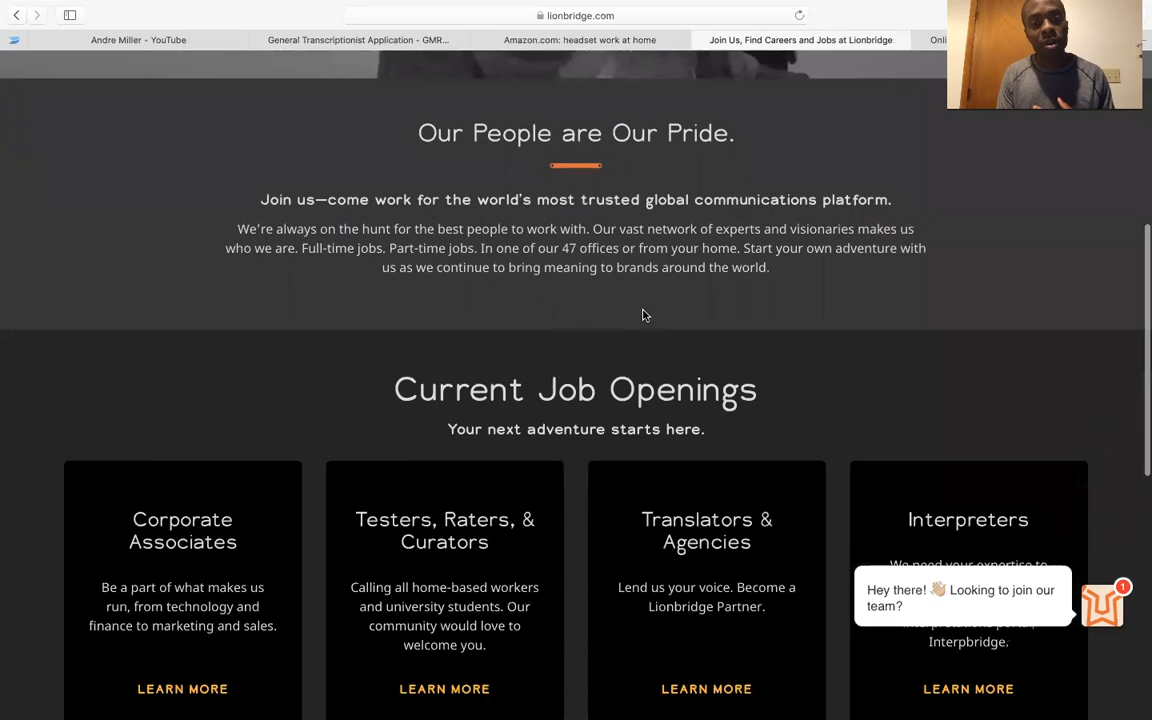 lionbridge.com
Andre Miller - YouTube
General Transcriptionist Application - GMR...
Amazon.com: headset work at home
Join Us, Find Careers and Jobs at Lionbridge
Onli
Our People are Our Pride.
Join us—come work for the world's most trusted global communications platform.
We're always on the hunt for the best people to work with. Our vast network of experts and visionaries makes us
who we are. Full-time jobs. Part-time jobs. In one of our 47 offices or from your home. Start your own adventure with
us as we continue to bring meaning to brands around the world.
Current Job Openings
Your next adventure starts here.
Corporate
Associates
Be a part of what makes us
run, from technology and
finance to marketing and sales.
LEARN MORE
Testers, Raters, &
Curators
Calling all home-based workers
and university students. Our
community would love to
welcome you.
LEARN MORE
Translators &
Agencies
Lend us your voice. Become a
Lionbridge Partner.
LEARN MORE
Interpreters
We need your expertise to
Interpbridge.
LEARN MORE
Hey there! 👋🏼 Looking to join our
team?
1